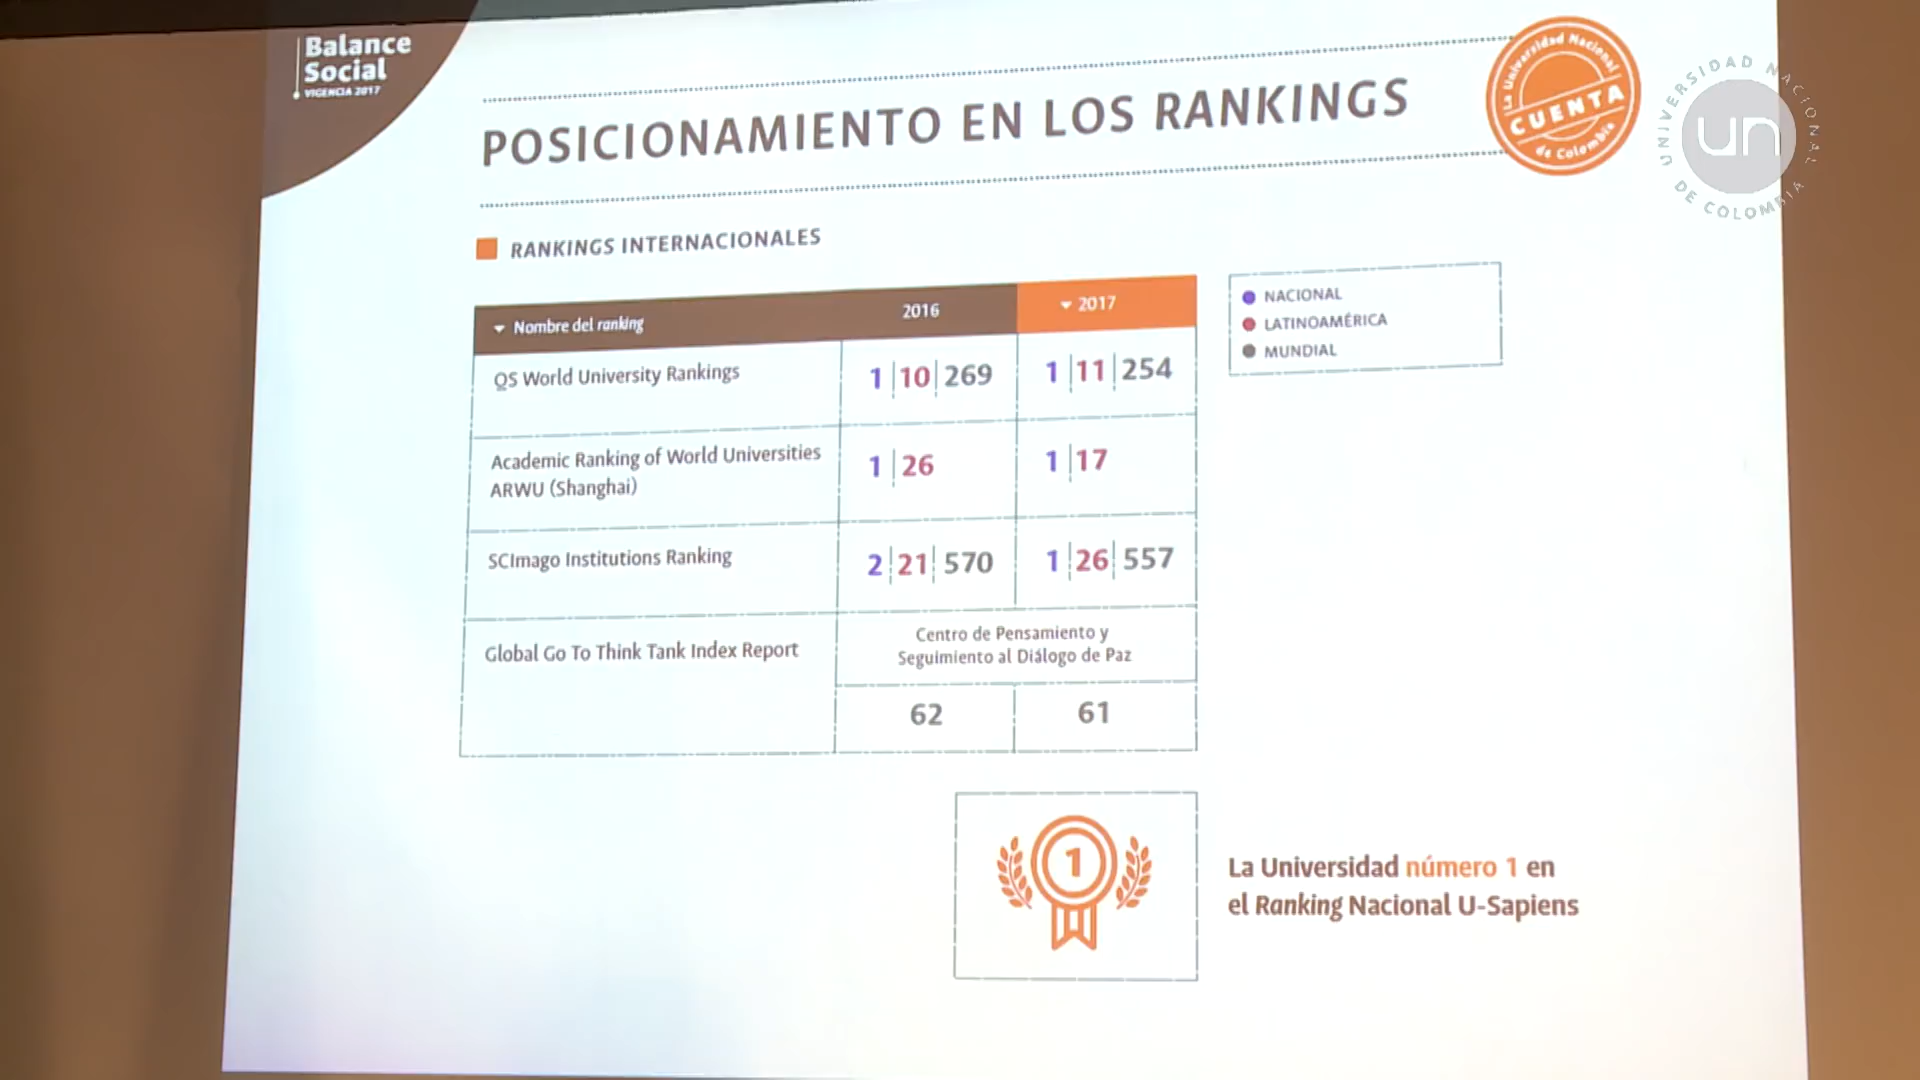 Balance
Social
VIGENCIA 2017
POSICIONAMIENTO EN LOS RANKINGS
La Universidad Nacional
CUENTA
de Colombia
UNIVERSIDAD NACIONAL
un
DE COLOMBIA
RANKINGS INTERNACIONALES
Nombre del ranking 2016 2017
NACIONAL
LATINOAMÉRICA
MUNDIAL
QS World University Rankings 1 10 269 1 11 254
Academic Ranking of World Universities
ARWU (Shanghai) 1 26 1 17
SCImago Institutions Ranking 2 21 570 1 26 557
Global Go To Think Tank Index Report
Centro de Pensamiento y
Seguimiento al Diálogo de Paz
62 61
1
La Universidad número 1 en
el Ranking Nacional U-Sapiens